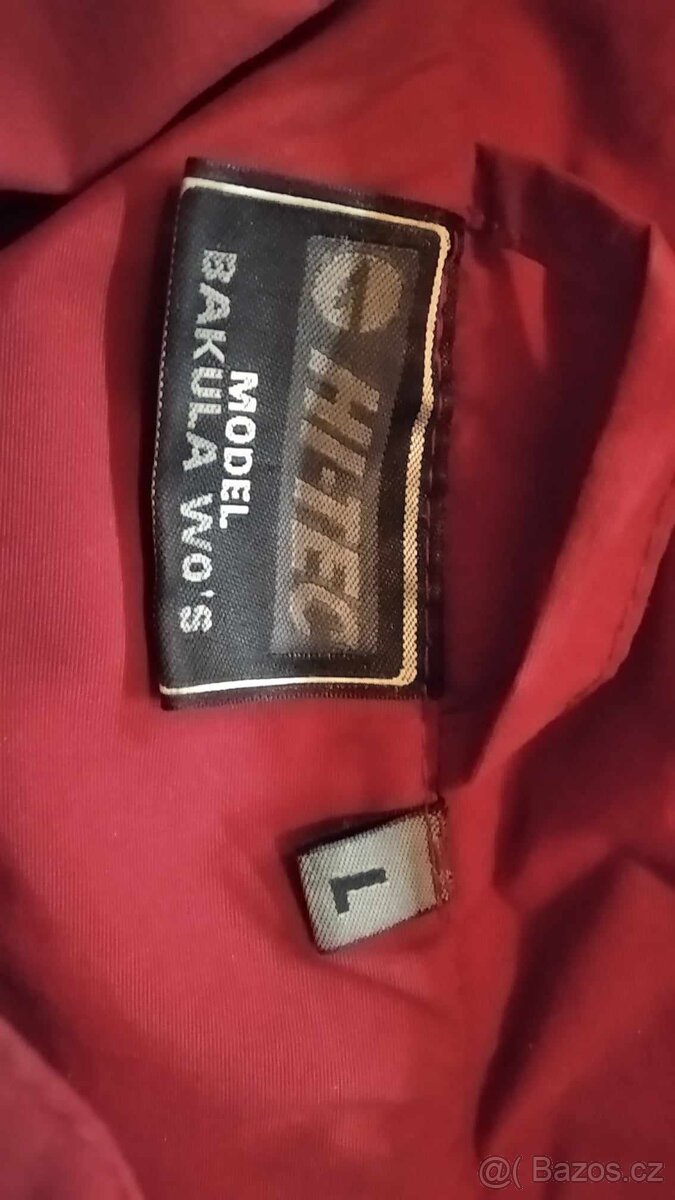 HI-TEC
MODEL
BAKULA WO'S
L
@( Bazos.cz